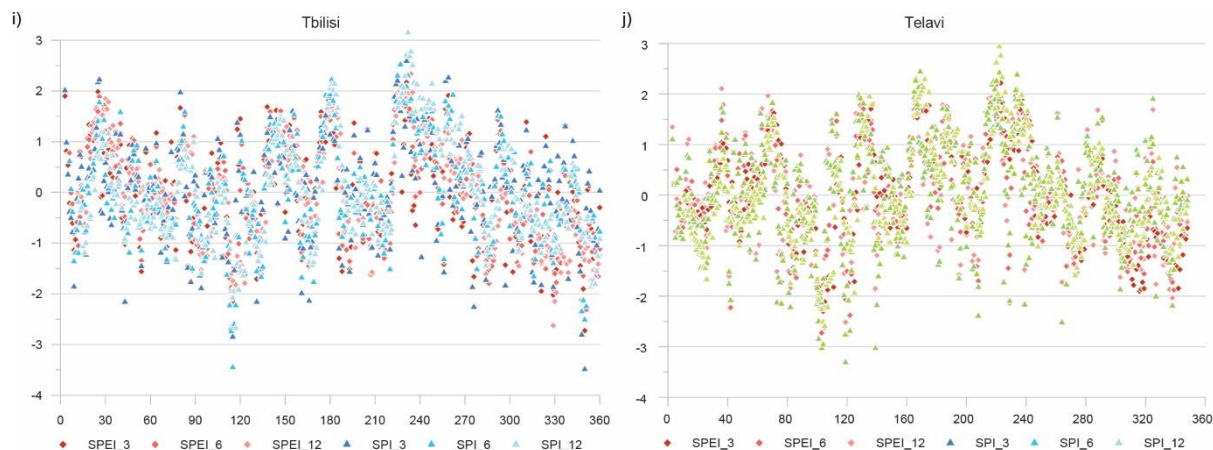 i)
Tbilisi
3
2
1
0
-1
-2
-3
-4
0 30 60 90 120 150 180 210 240 270 300 330 360
SPEI_3 SPEI_6 SPEI_12 SPI_3 SPI_6 SPI_12
j)
Telavi
3
2
1
0
-1
-2
-3
-4
0 40 80 120 160 200 240 280 320 360
SPEI_3 SPEI_6 SPEI_12 SPI_3 SPI_6 SPI_12